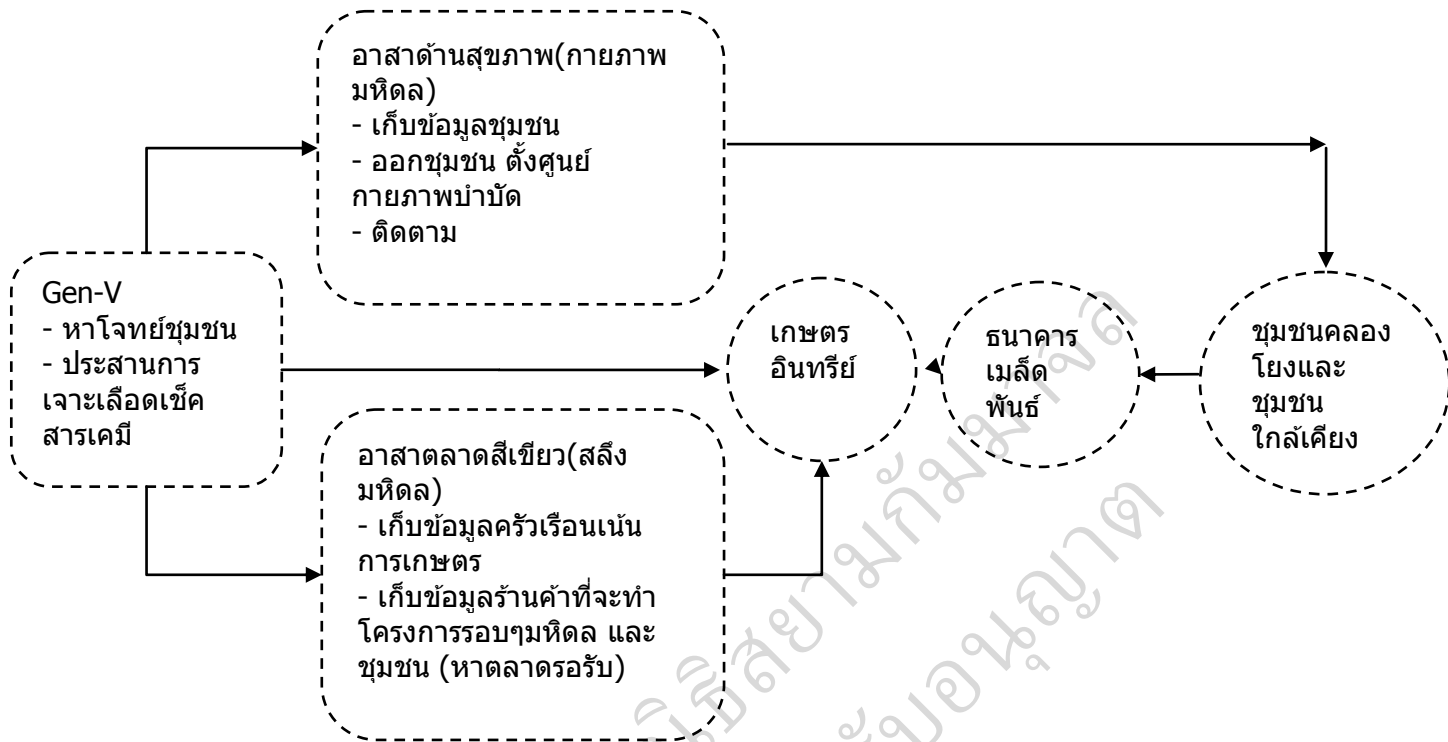 อาสาด้านสุขภาพ(กายภาพ
มหิดล)
- เก็บข้อมูลชุมชน
- ออกชุมชน ตั้งศูนย์
กายภาพบำบัด
- ติดตาม
Gen-V
- หาโจทย์ชุมชน
- ประสานการ
เจาะเลือดเช็ค
สารเคมี
เกษตร
อินทรีย์
ธนาคาร
เมล็ด
พันธ์
ชุมชนคลอง
โยงและ
ชุมชน
ใกล้เคียง
อาสาตลาดสีเขียว(สลึง
มหิดล)
- เก็บข้อมูลครัวเรือนเน้น
การเกษตร
- เก็บข้อมูลร้านค้าที่จะทำ
โครงการรอบๆมหิดล และ
ชุมชน (หาตลาดรอรับ)